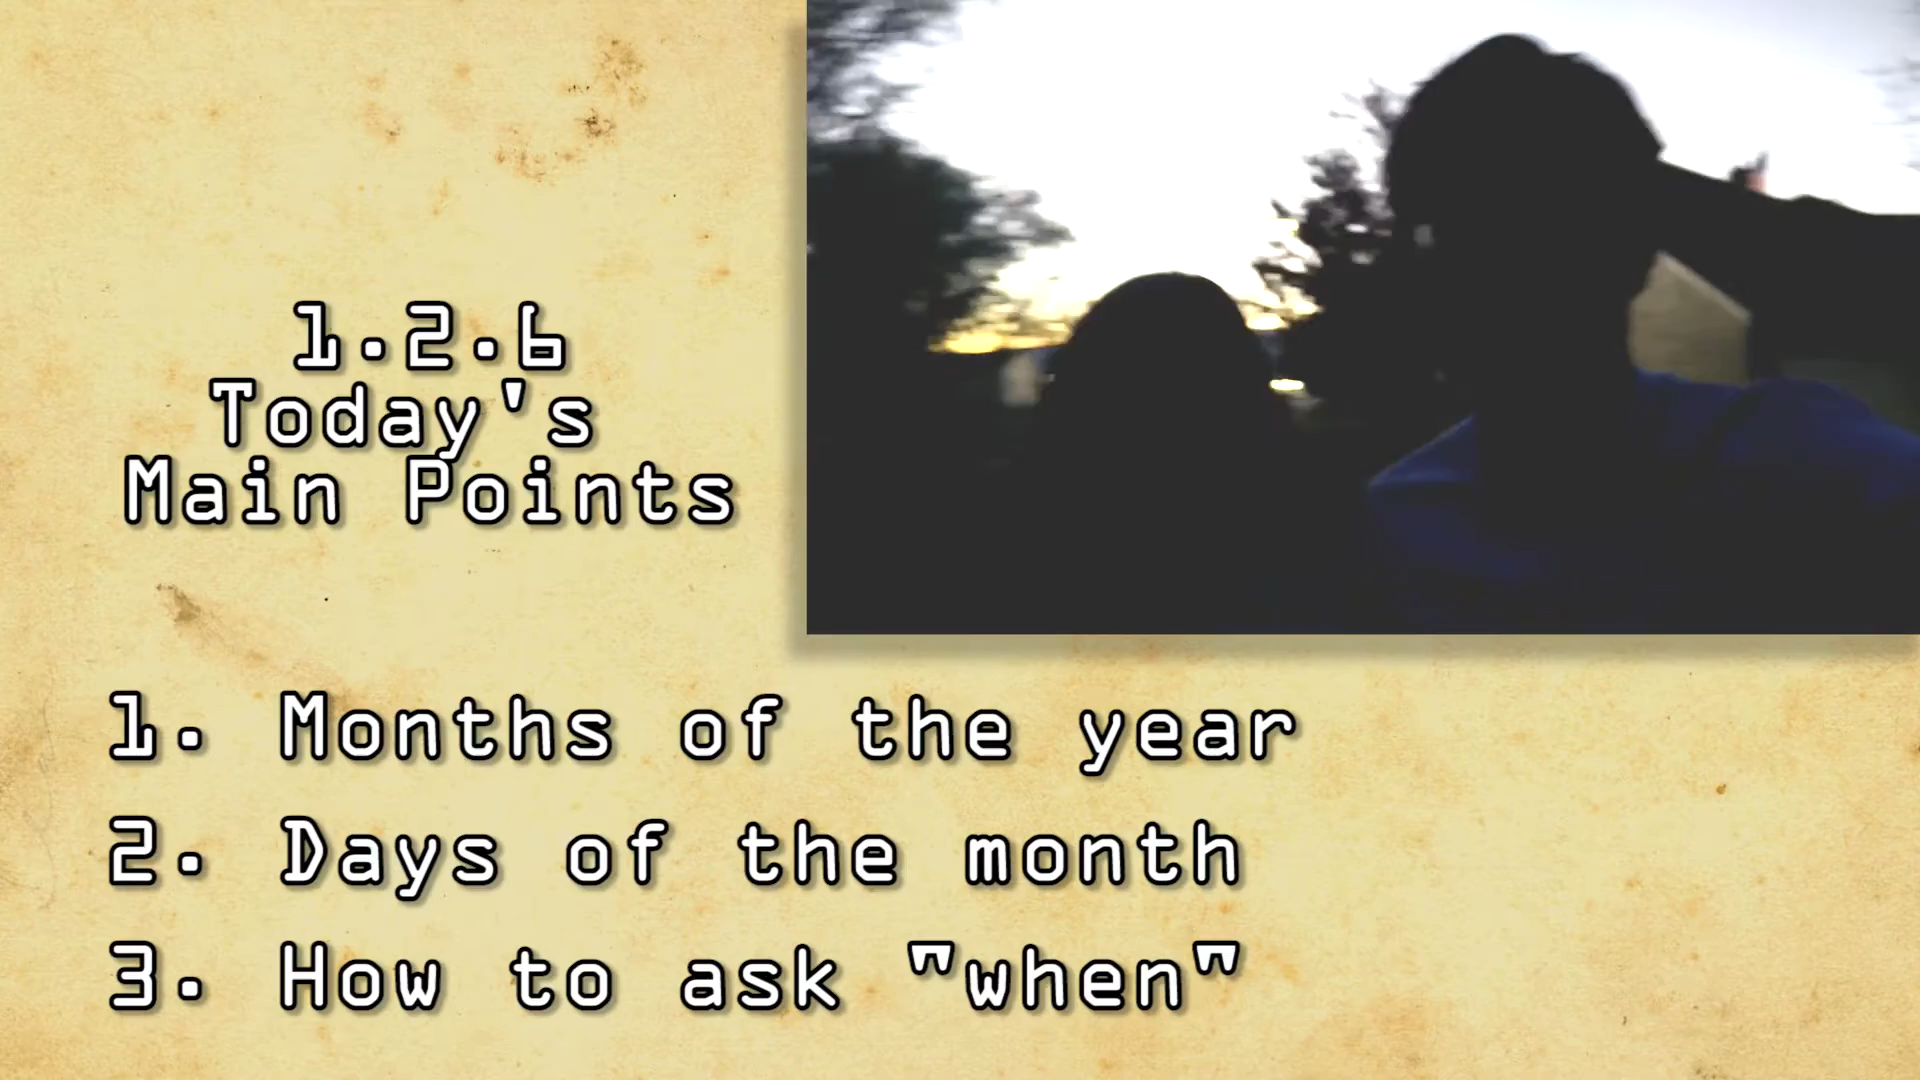 1.2.6
Today's
Main Points
1. Months of the year
2. Days of the month
3. How to ask "when"